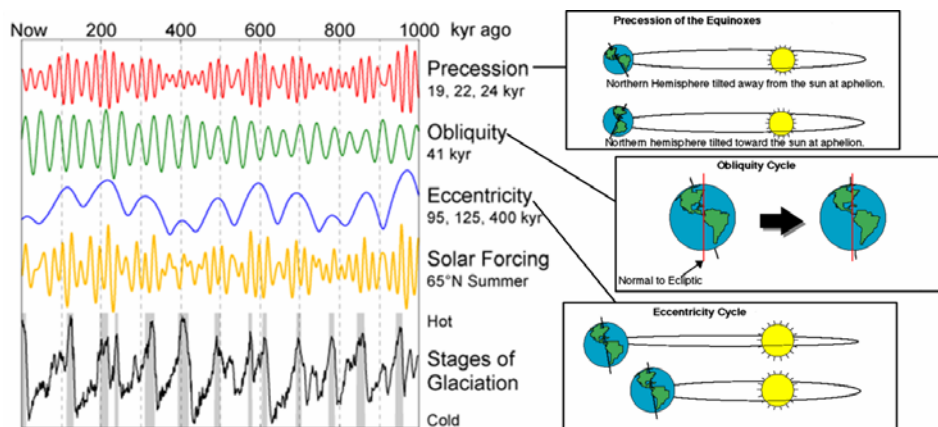 Now 200 400 600 800 1000 kyr ago
Precession
19, 22, 24 kyr
Obliquity
41 kyr
Eccentricity
95, 125, 400 kyr
Solar Forcing
65°N Summer
Hot
Stages of
Glaciation
Cold
Precession of the Equinoxes
Northern Hemisphere tilted away from the sun at aphelion.
Northern hemisphere tilted toward the sun at aphelion.
Obliquity Cycle
Normal to Ecliptic
Eccentricity Cycle